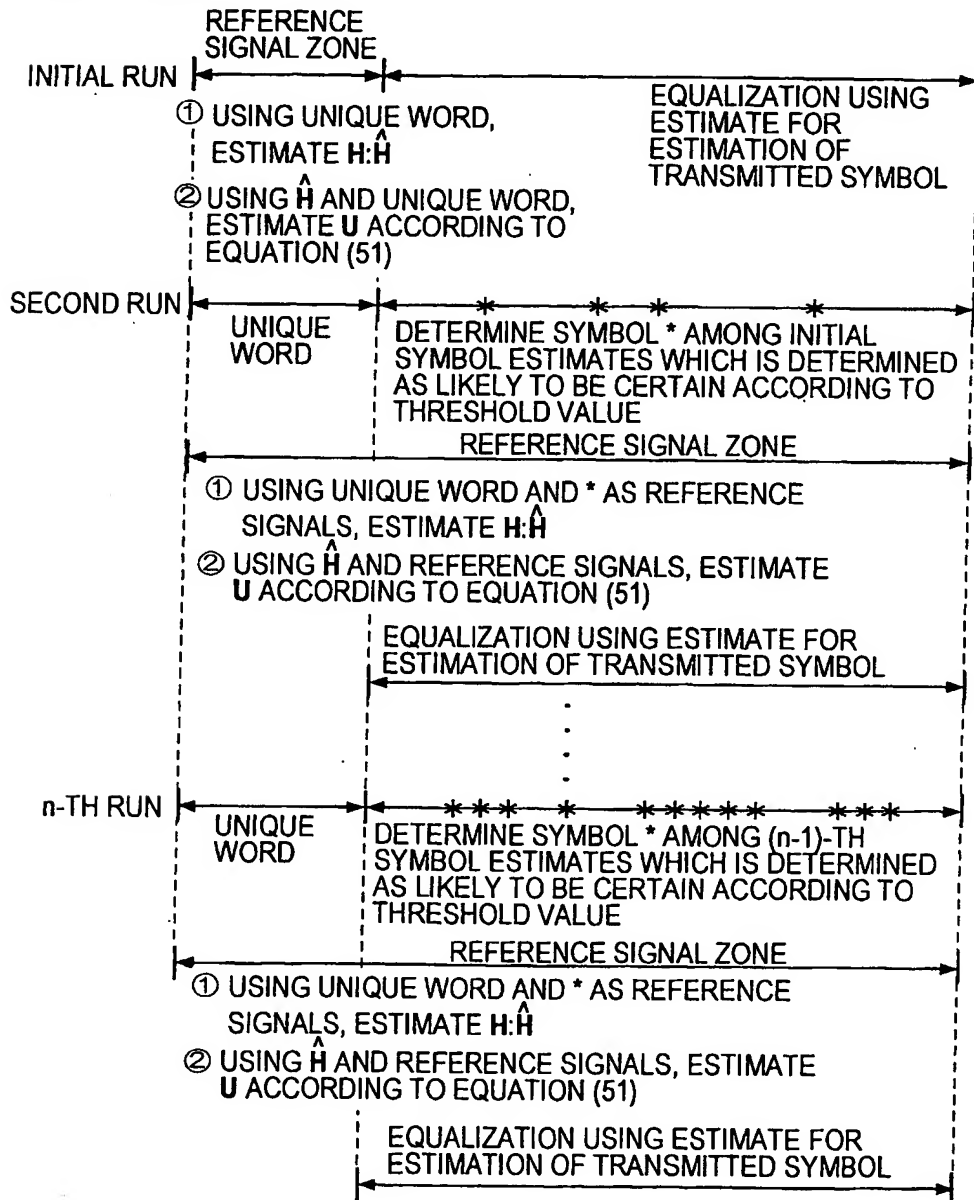 REFERENCE
SIGNAL ZONE
INITIAL RUN
① USING UNIQUE WORD,
ESTIMATE H:Ĥ
② USING Ĥ AND UNIQUE WORD,
ESTIMATE U ACCORDING TO
EQUATION (51)
EQUALIZATION USING
ESTIMATE FOR
ESTIMATION OF
TRANSMITTED SYMBOL
SECOND RUN * * * *
UNIQUE
WORD
DETERMINE SYMBOL * AMONG INITIAL
SYMBOL ESTIMATES WHICH IS DETERMINED
AS LIKELY TO BE CERTAIN ACCORDING TO
THRESHOLD VALUE
REFERENCE SIGNAL ZONE
① USING UNIQUE WORD AND * AS REFERENCE
SIGNALS, ESTIMATE H:Ĥ
② USING Ĥ AND REFERENCE SIGNALS, ESTIMATE
U ACCORDING TO EQUATION (51)
EQUALIZATION USING ESTIMATE FOR
ESTIMATION OF TRANSMITTED SYMBOL
n-TH RUN * * * * * * * * * * * *
UNIQUE
WORD
DETERMINE SYMBOL * AMONG (n-1)-TH
SYMBOL ESTIMATES WHICH IS DETERMINED
AS LIKELY TO BE CERTAIN ACCORDING TO
THRESHOLD VALUE
REFERENCE SIGNAL ZONE
① USING UNIQUE WORD AND * AS REFERENCE
SIGNALS, ESTIMATE H:Ĥ
② USING Ĥ AND REFERENCE SIGNALS, ESTIMATE
U ACCORDING TO EQUATION (51)
EQUALIZATION USING ESTIMATE FOR
ESTIMATION OF TRANSMITTED SYMBOL